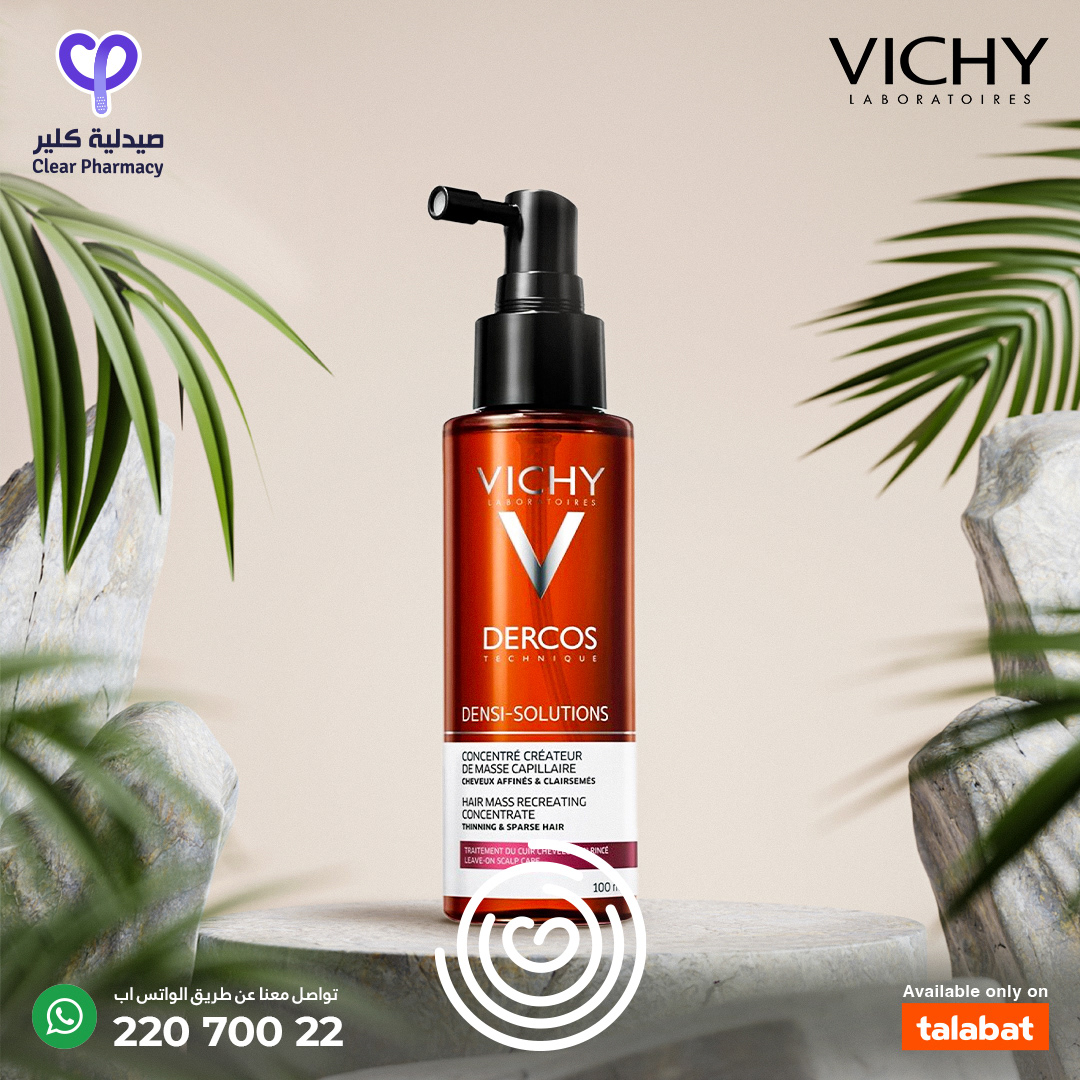 صيدلية كلير
Clear Pharmacy
VICHY
LABORATOIRES
VICHY
LABORATOIRES
V
DERCOS
TECHNIQUE
DENSI-SOLUTIONS
CONCENTRÉ CRÉATEUR
DE MASSE CAPILLAIRE
CHEVEUX AFFINÉS & CLAIRSEMÉS
HAIR MASS RECREATING
CONCENTRATE
THINNING & SPARSE HAIR
TRAITEMENT DU CUIR RINCÉ
LEAVE-ON SCALP CARE
100
تواصل معنا عن طريق الواتس اب
220 700 22
Available only on
talabat